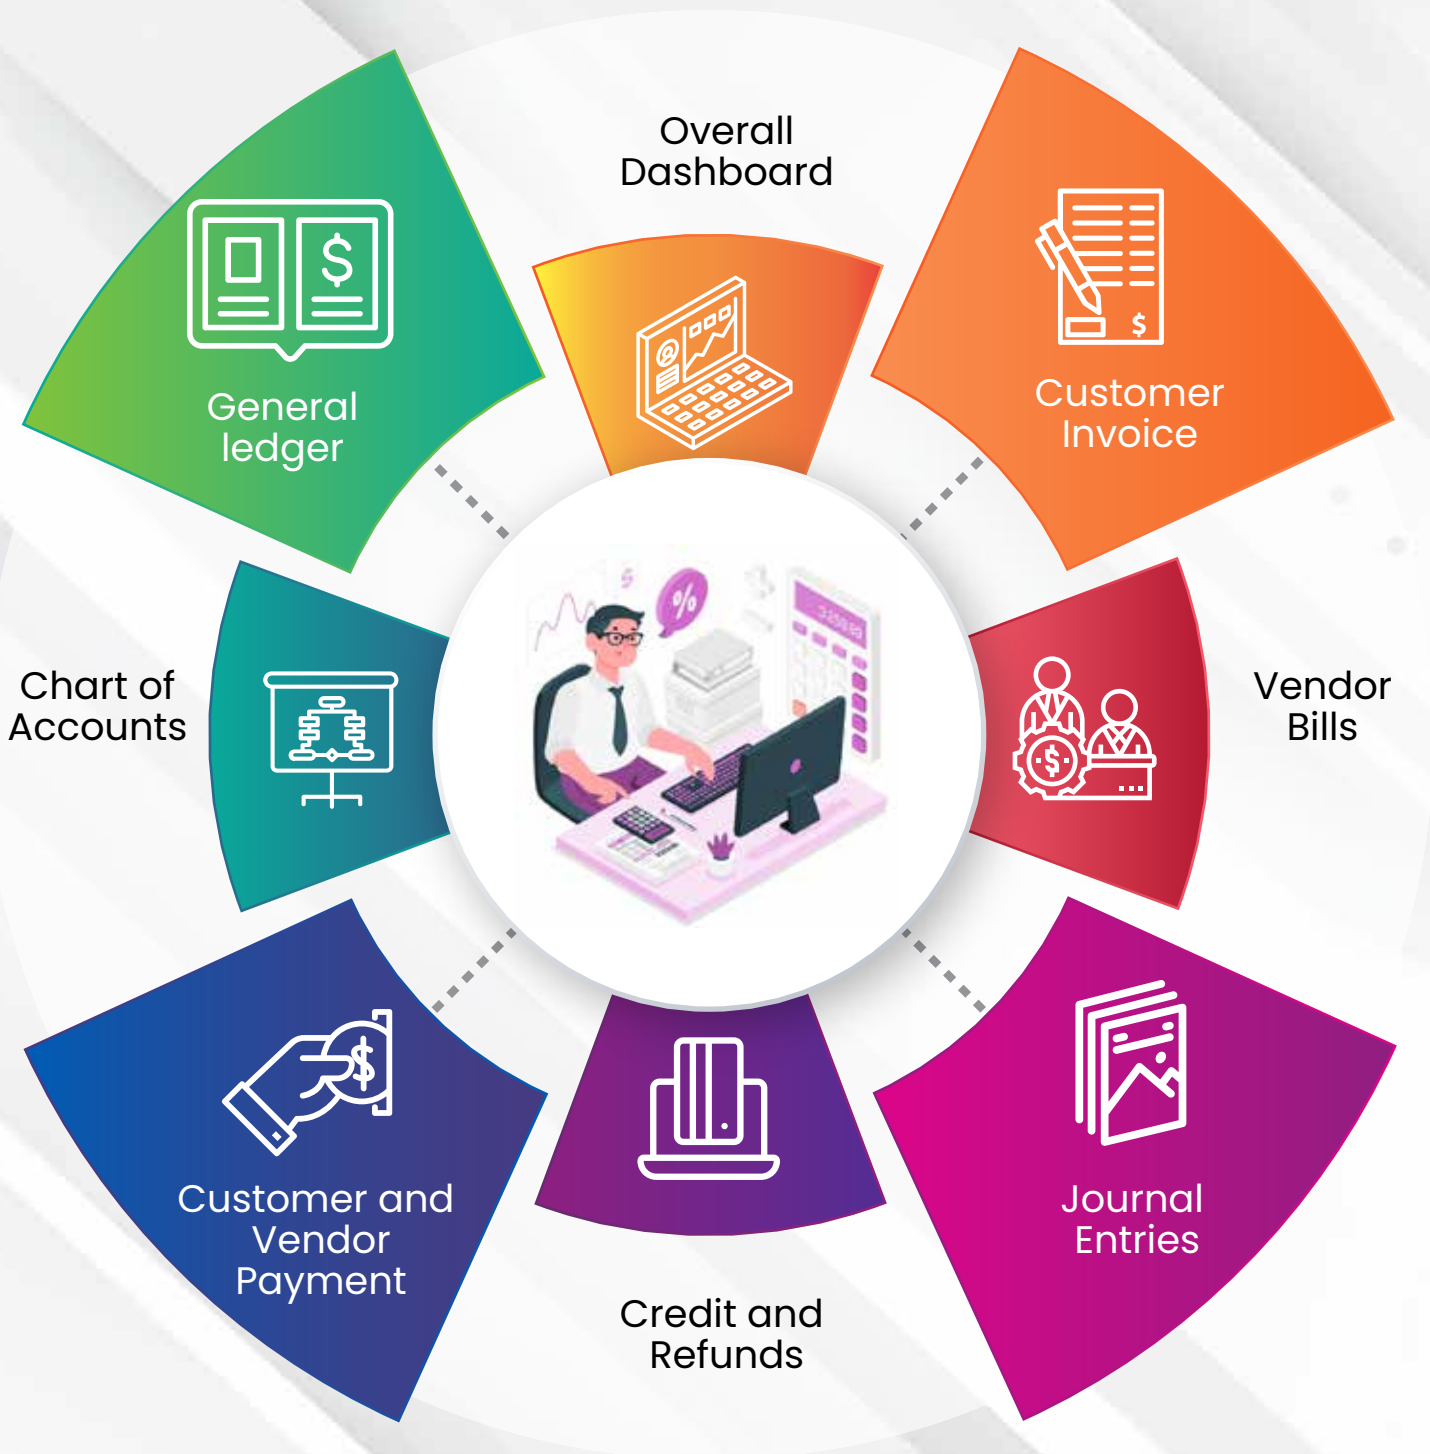 Overall
Dashboard
General
ledger
$
Customer
Invoice
$
Chart of
Accounts
%
$
Vendor
Bills
$
Customer and
Vendor
Payment
Journal
Entries
Credit and
Refunds